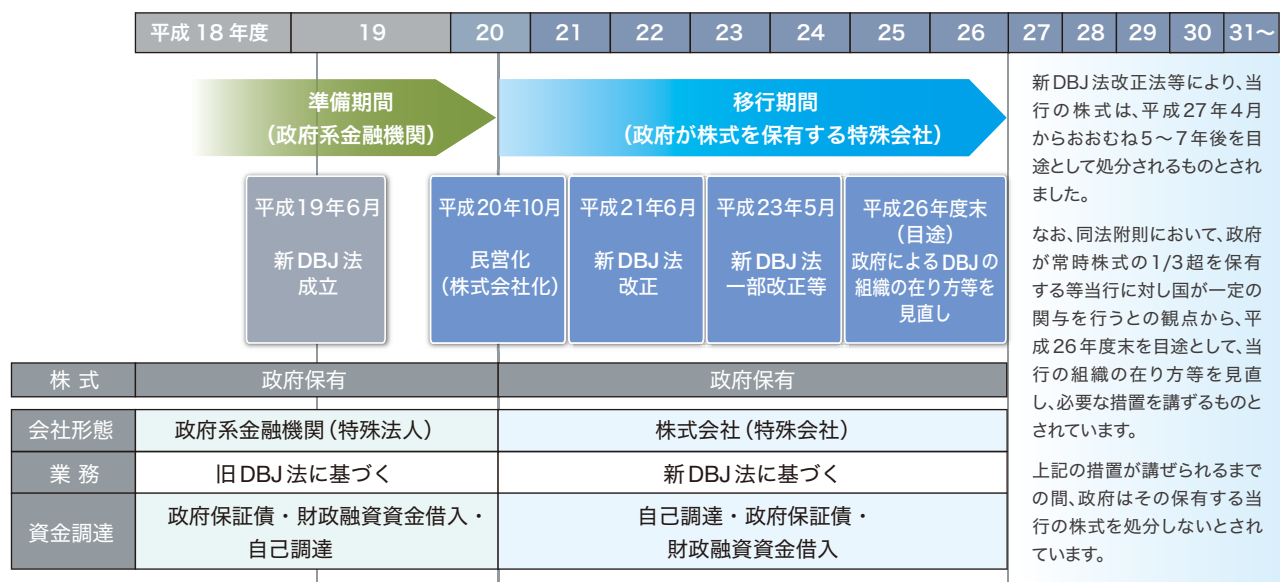 平成18年度 19 20 21 22 23 24 25 26 27 28 29 30 31～
準備期間
（政府系金融機関）
移行期間
（政府が株式を保有する特殊会社）
平成19年6月
新DBJ法
成立
平成20年10月
民営化
（株式会社化）
平成21年6月
新DBJ法
改正
平成23年5月
新DBJ法
一部改正等
平成26年度末
（目途）
政府によるDBJの
組織の在り方等を
見直し
新DBJ法改正法等により、当
行の株式は、平成27年4月
からおおむね5～7年後を目
途として処分されるものとされ
ました。
なお、同法附則において、政府
が常時株式の1/3超を保有
する等当行に対し国が一定の
関与を行うとの観点から、平
成26年度末を目途として、当
行の組織の在り方等を見直
し、必要な措置を講ずるものと
されています。
上記の措置が講ぜられるまで
の間、政府はその保有する当
行の株式を処分しないとされ
ています。
株式 政府保有 政府保有
会社形態 政府系金融機関（特殊法人） 株式会社（特殊会社）
業務 旧DBJ法に基づく 新DBJ法に基づく
資金調達
政府保証債・財政融資資金借入・
自己調達
自己調達・政府保証債・
財政融資資金借入